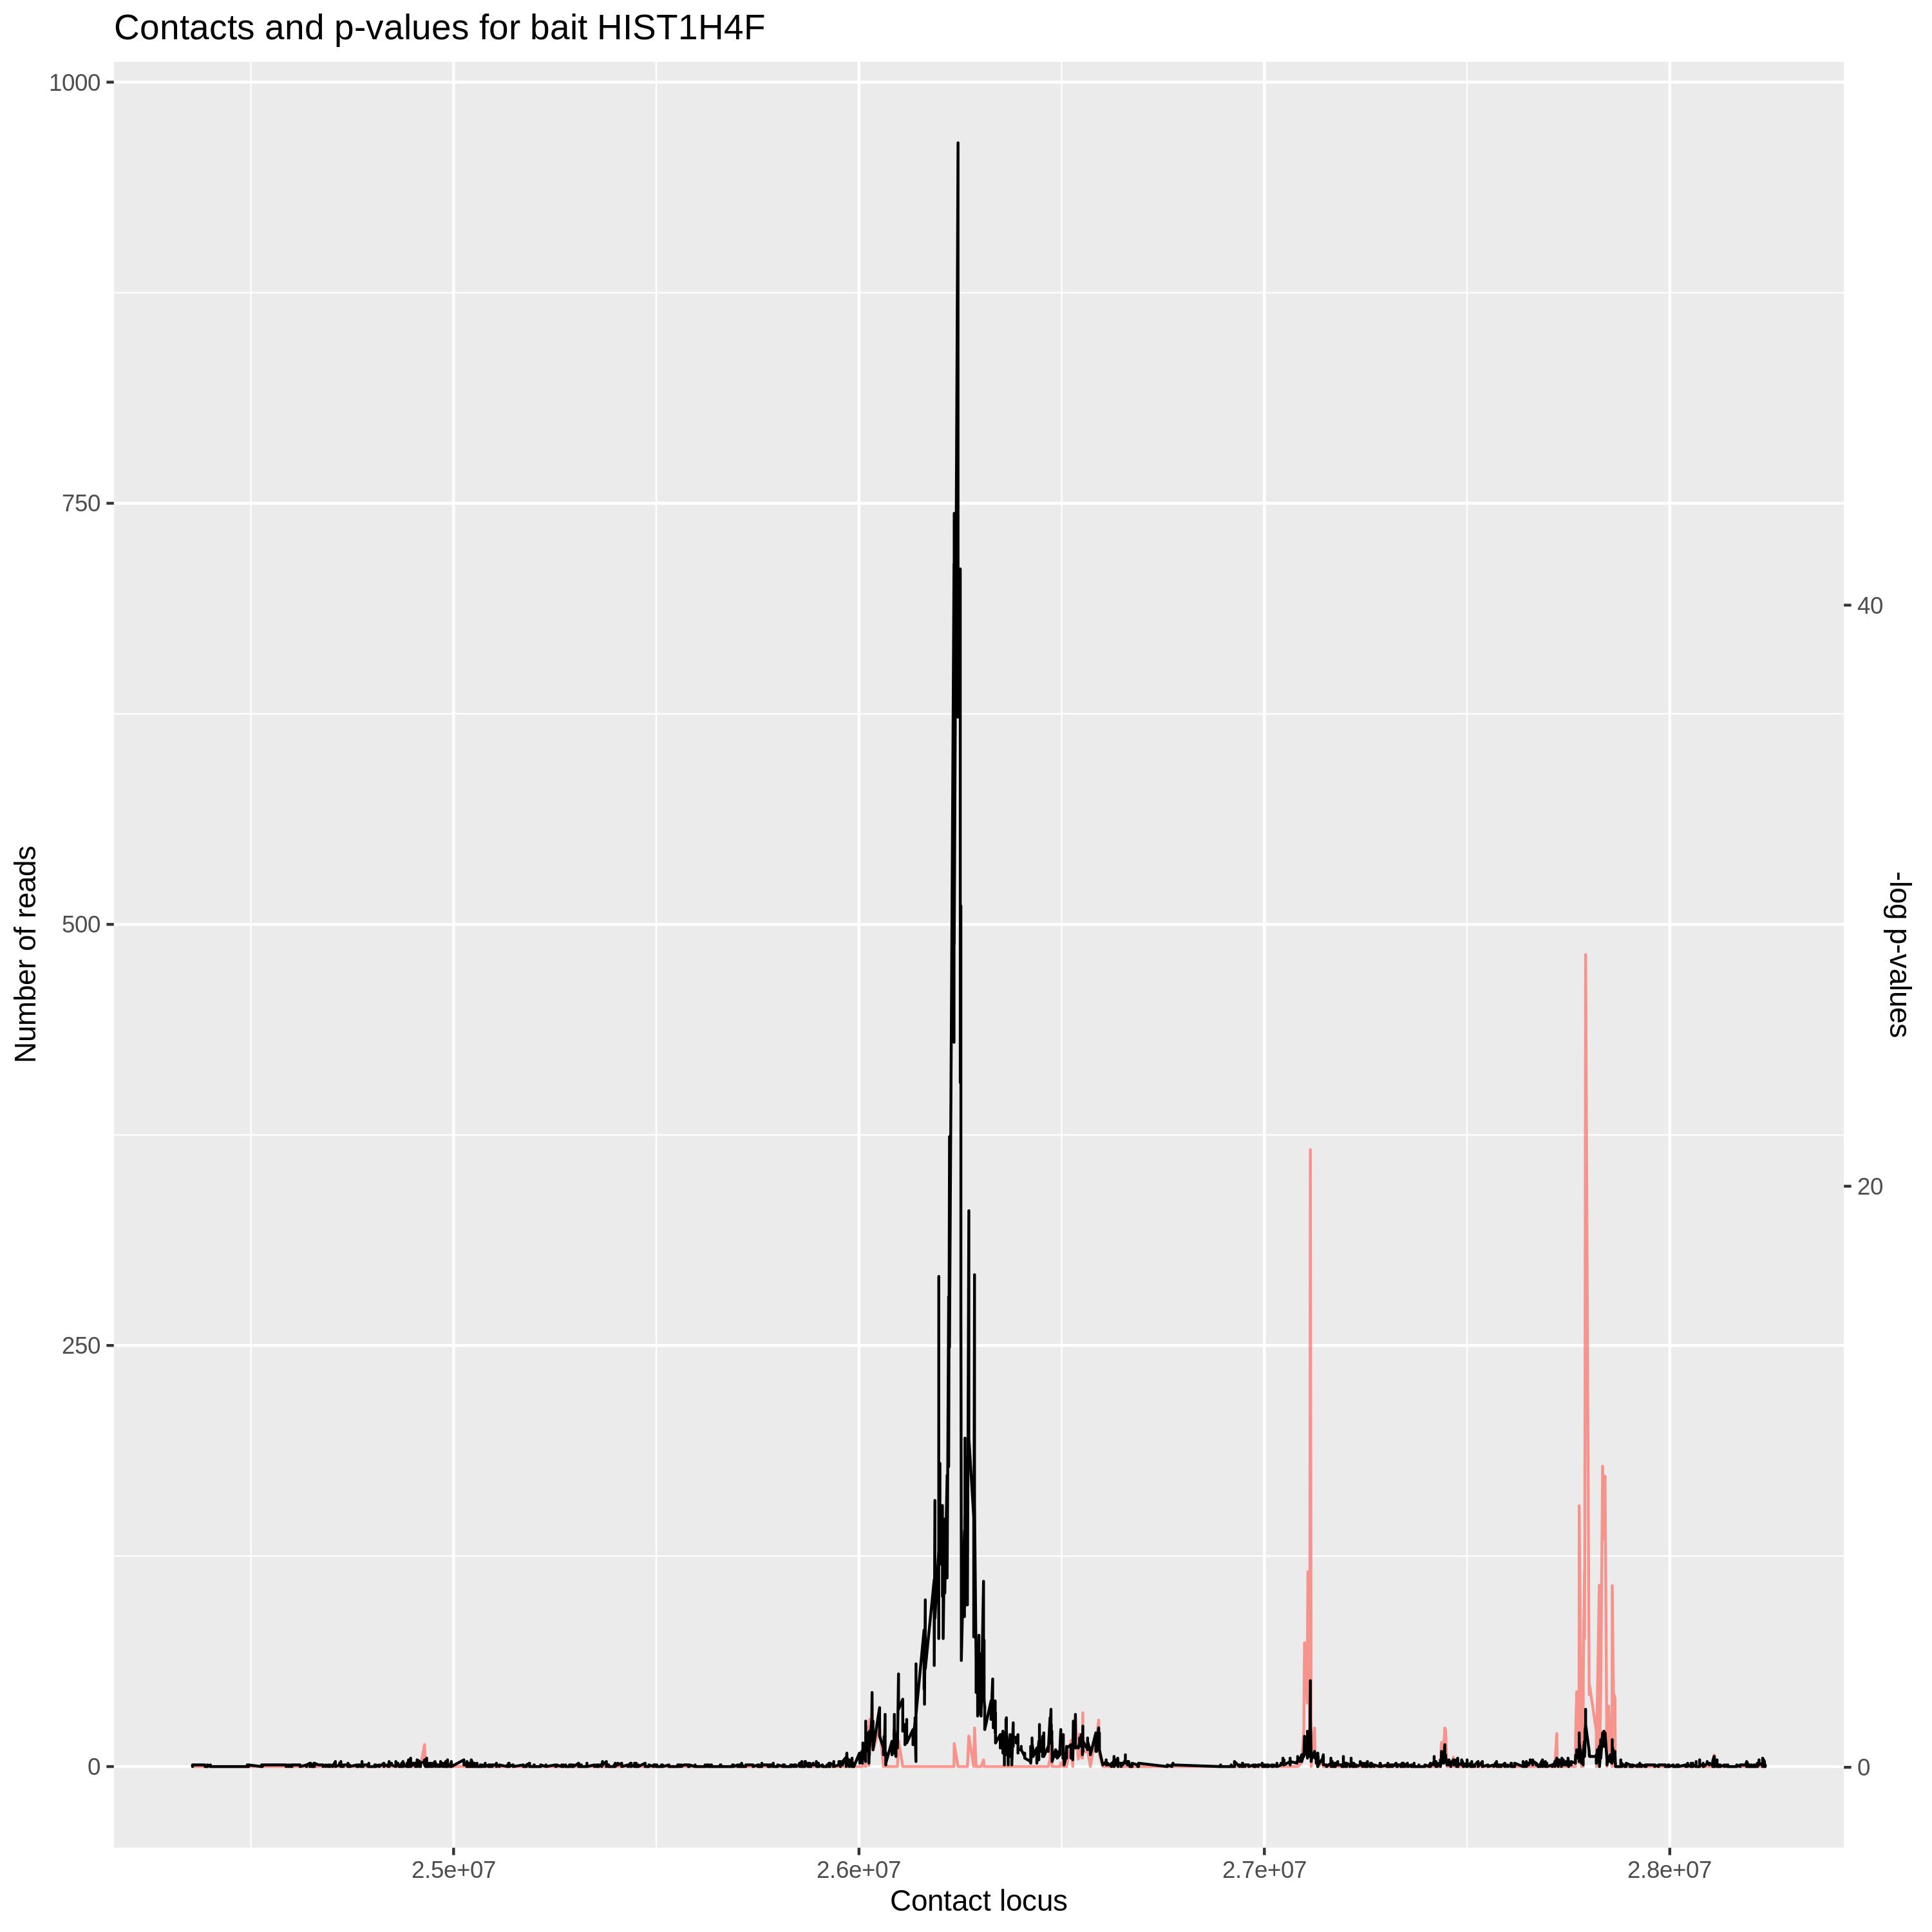 Contacts and p-values for bait HIST1H4F
1000
750
500
250
0
Number of reads
40
20
0
-log p-values
2.5e+07
2.6e+07
2.7e+07
2.8e+07
Contact locus